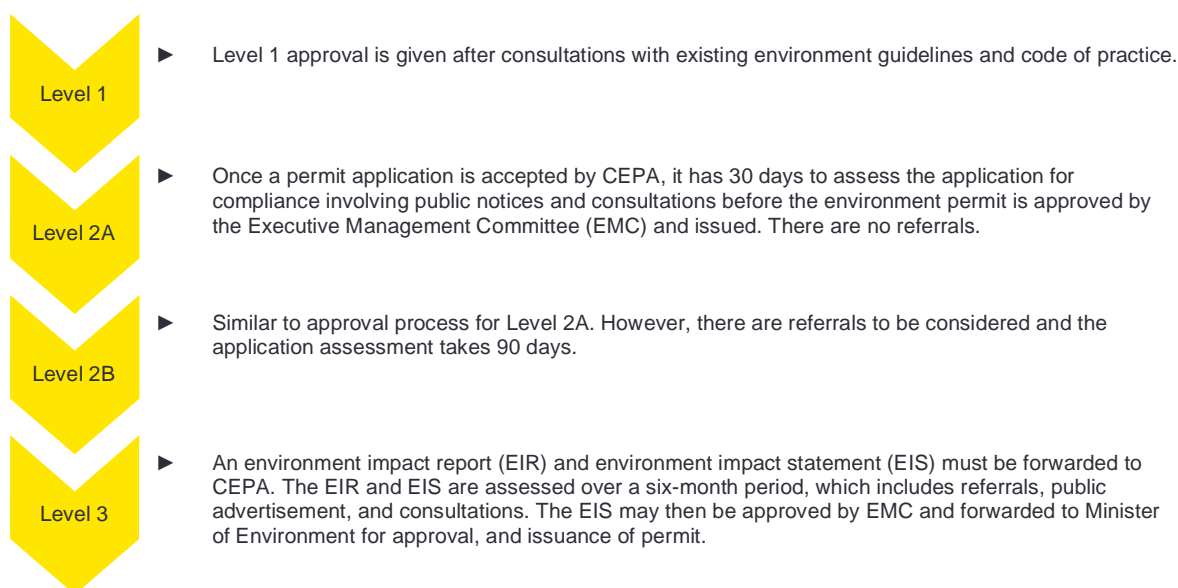 Level 1
► Level 1 approval is given after consultations with existing environment guidelines and code of practice.
Level 2A
► Once a permit application is accepted by CEPA, it has 30 days to assess the application for
compliance involving public notices and consultations before the environment permit is approved by
the Executive Management Committee (EMC) and issued. There are no referrals.
Level 2B
► Similar to approval process for Level 2A. However, there are referrals to be considered and the
application assessment takes 90 days.
Level 3
► An environment impact report (EIR) and environment impact statement (EIS) must be forwarded to
CEPA. The EIR and EIS are assessed over a six-month period, which includes referrals, public
advertisement, and consultations. The EIS may then be approved by EMC and forwarded to Minister
of Environment for approval, and issuance of permit.